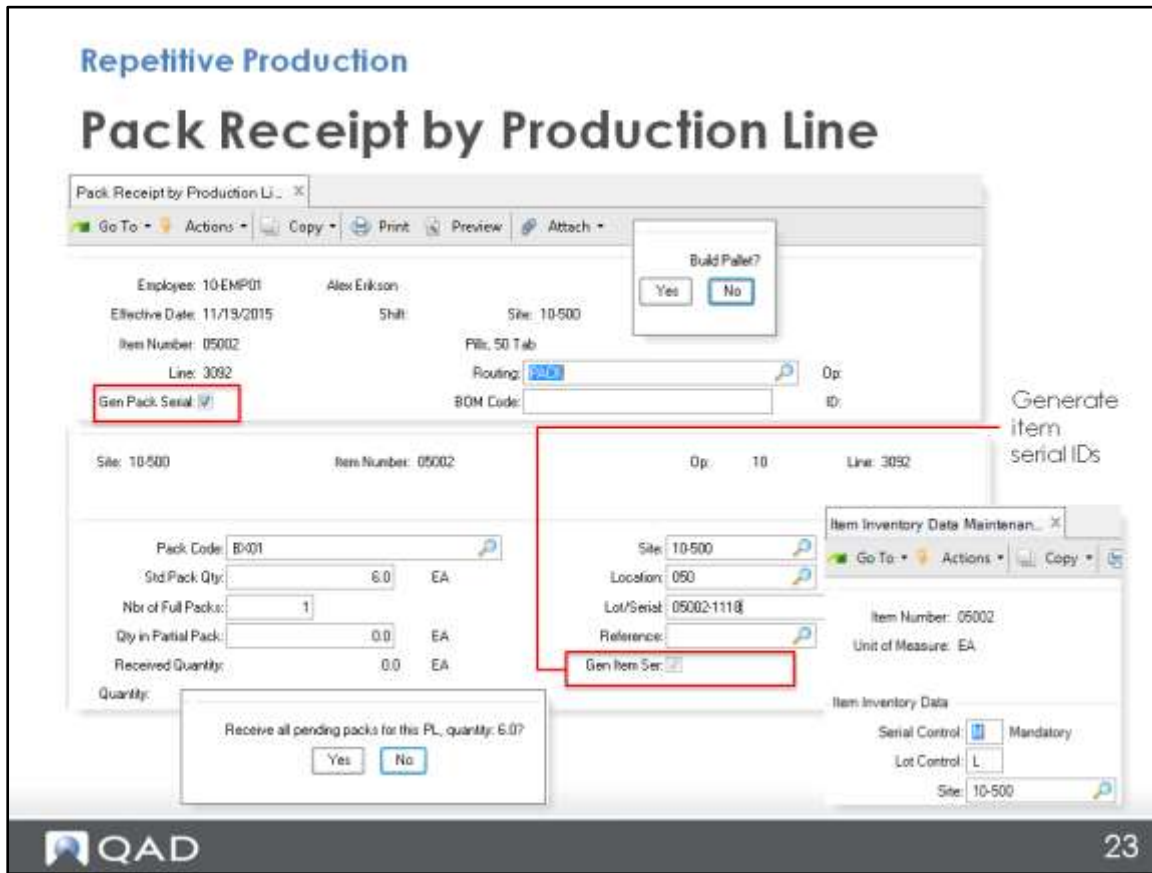 Repetitive Production
Pack Receipt by Production Line
Pack Receipt by Production Li...
Go To Actions Copy Print Preview Attach
Build Pallet?
Yes No
Employee: 10-EMP01 Alex Erikson
Effective Date: 11/19/2015 Shift: Site: 10-500
Item Number: 05002 Pills, 50 Tab
Line: 3092 Routing: PACK Op:
Gen Pack Serial: BOM Code: ID:
Generate
item
serial IDs
Site: 10-500 Item Number: 05002 Op: 10 Line: 3092
Pack Code: BX01 Site: 10-500
Std Pack Qty: 6.0 EA Location: 050
Nbr of Full Packs: 1 Lot/Serial: 05002-1118
Qty in Partial Pack: 0.0 EA Reference:
Received Quantity: 0.0 EA Gen Item Ser:
Quantity:
Receive all pending packs for this PL, quantity: 6.0?
Yes No
Item Inventory Data Maintenan...
Go To Actions Copy
Item Number: 05002
Unit of Measure: EA
Item Inventory Data
Serial Control: Mandatory
Lot Control: L
Site: 10-500
QAD
23